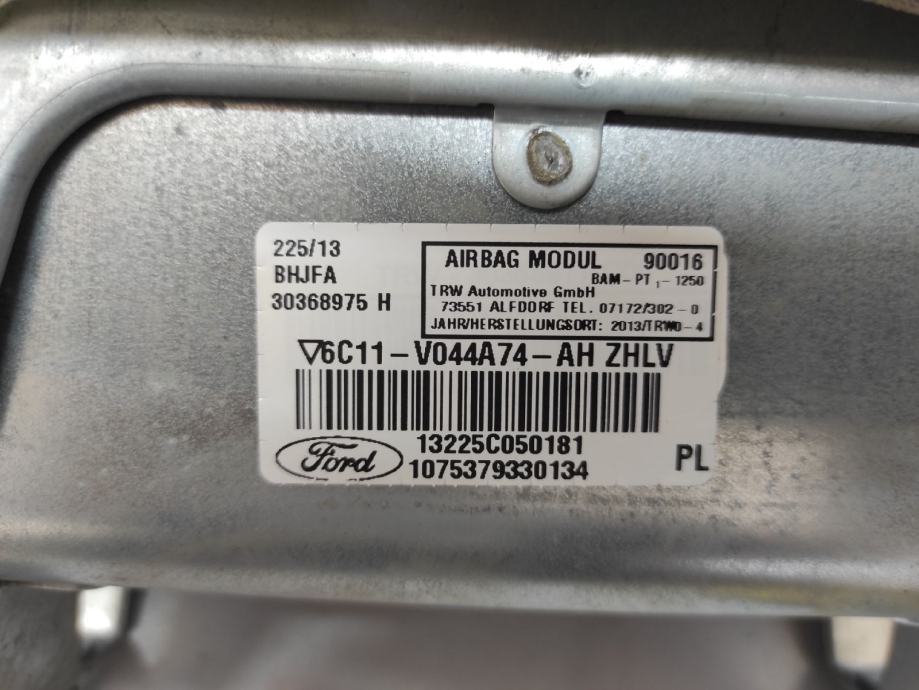 225/13
BHJFA
30368975 H
AIRBAG MODUL 90016
BAM-PT1-1250
TRW Automotive GmbH
73551 ALFDORF TEL. 07172/302-0
JAHR/HERSTELLUNGSORT: 2013/TRWO-4
▽6C11-V044A74-AH ZHLV
13225C050181
Ford
1075379330134
PL